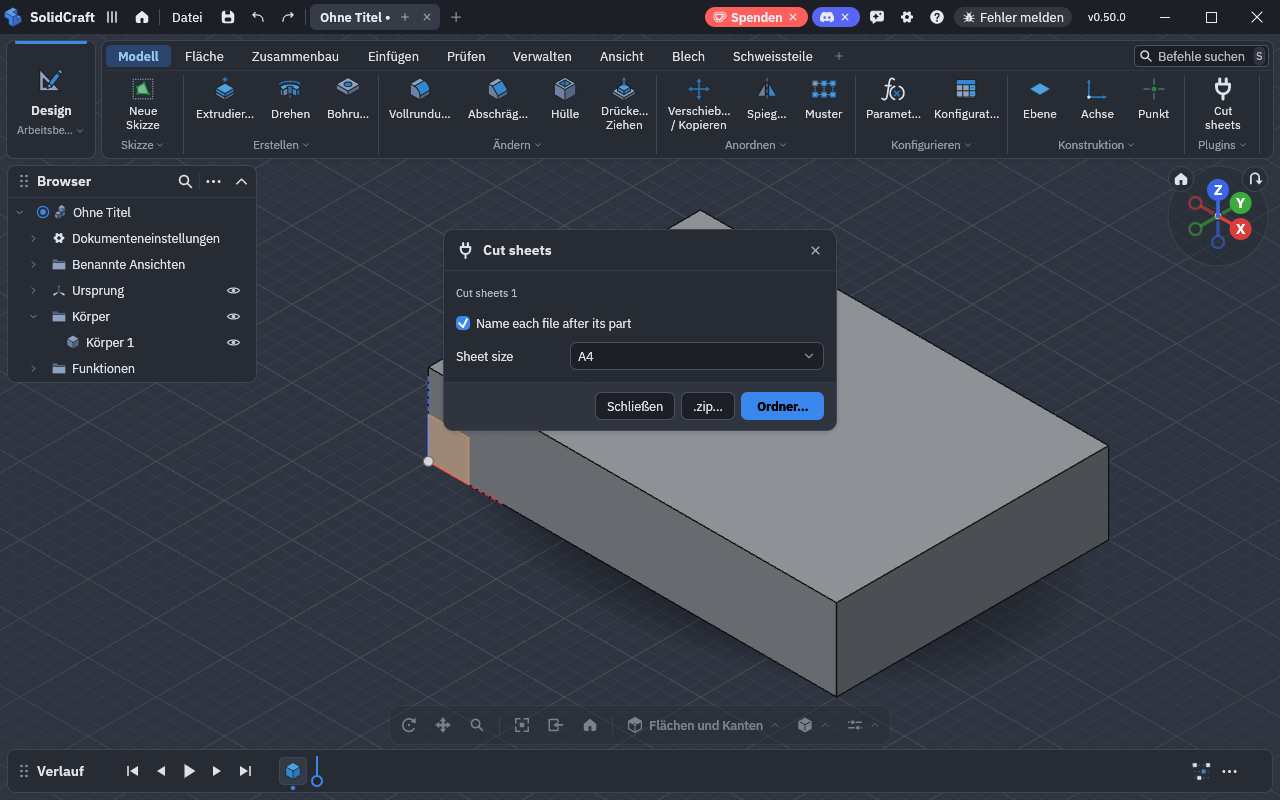 SolidCraft
Datei
Ohne Titel •
Spenden
Fehler melden
v0.50.0
Design
Arbeitsbe...
Modell
Fläche
Zusammenbau
Einfügen
Prüfen
Verwalten
Ansicht
Blech
Schweissteile
Befehle suchen
S
Neue
Skizze
Extrudier...
Drehen
Bohru...
Vollrundu...
Abschräg...
Hülle
Drücke...
Ziehen
Verschieb...
/ Kopieren
Spieg...
Muster
Paramet...
Konfigurat...
Ebene
Achse
Punkt
Cut
sheets
Skizze
Erstellen
Ändern
Anordnen
Konfigurieren
Konstruktion
Plugins
Browser
Ohne Titel
Dokumenteneinstellungen
Benannte Ansichten
Ursprung
Körper
Körper 1
Funktionen
Z
Y
X
Cut sheets
Cut sheets 1
Name each file after its part
Sheet size
A4
Schließen
.zip...
Ordner...
Flächen und Kanten
Verlauf